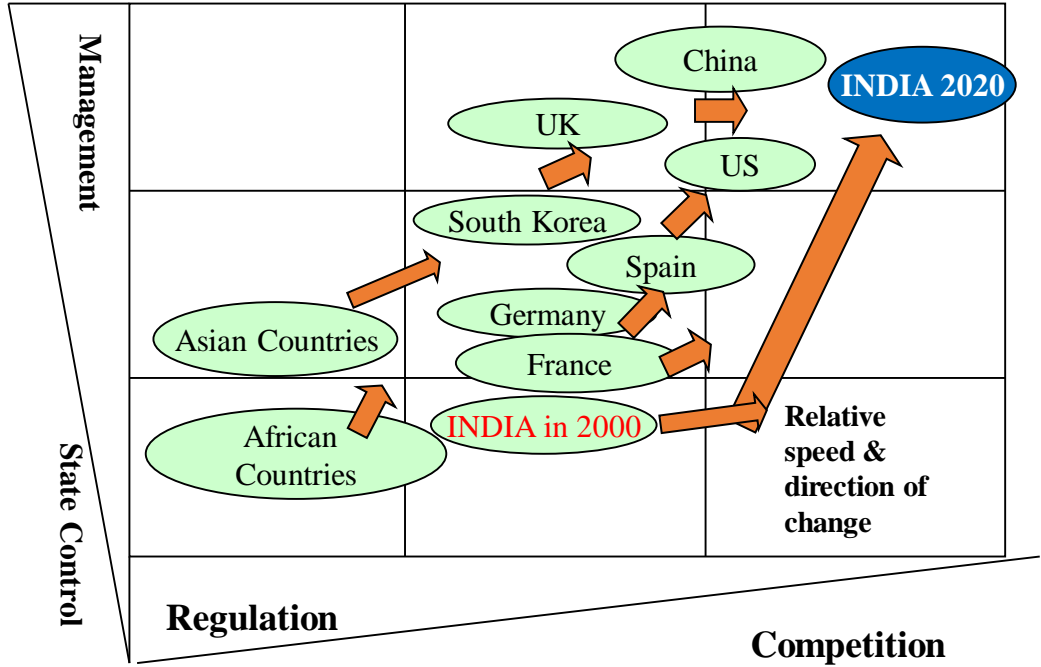 Management
State Control
China
INDIA 2020
UK
US
South Korea
Spain
Germany
Asian Countries
France
INDIA in 2000
African
Countries
Relative
speed &
direction of
change
Regulation
Competition